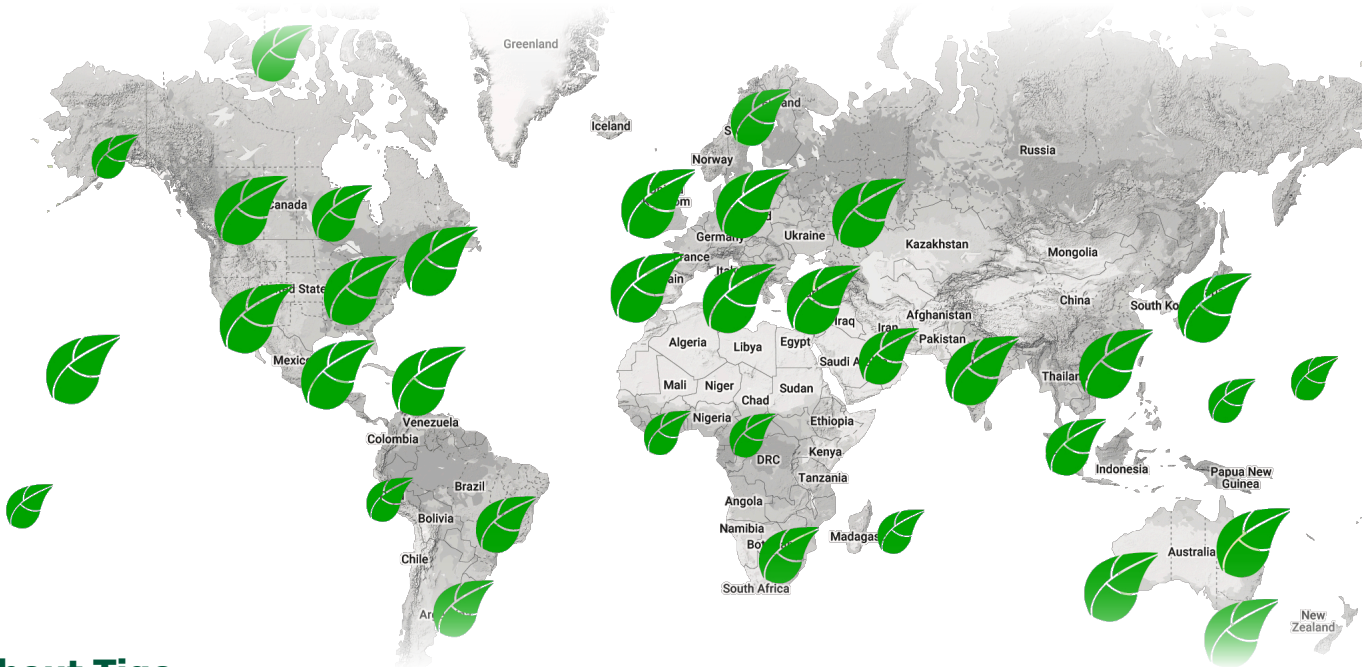 Greenland
Iceland
Norway
Russia
Canada
Germany
Ukraine
Kazakhstan
Mongolia
France
China
South Ko
Afghanistan
Iraq
Iran
Pakistan
Algeria
Libya
Egypt
Saudi A
Mexico
Mali
Niger
Sudan
Chad
Nigeria
Ethiopia
Venezuela
Colombia
DRC
Kenya
Tanzania
Indonesia
Papua New
Guinea
Brazil
Bolivia
Angola
Namibia
Madagas
Australia
Chile
South Africa
New
Zealand